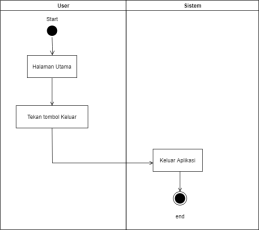 User
Sistem
Start
Halaman Utama
Tekan tombol Keluar
Keluar Aplikasi
end